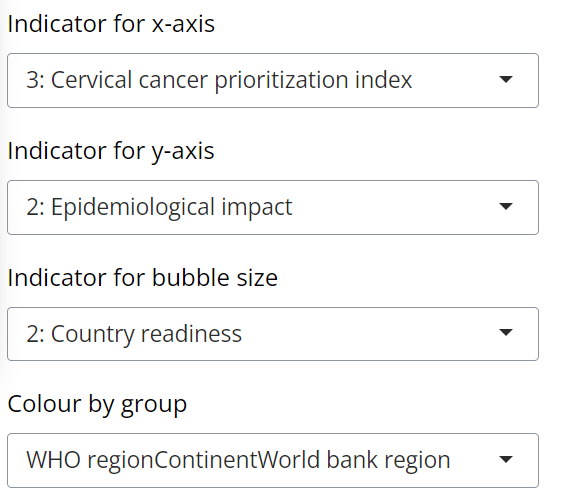 Indicator for x-axis
3: Cervical cancer prioritization index
Indicator for y-axis
2: Epidemiological impact
Indicator for bubble size
2: Country readiness
Colour by group
WHO regionContinentWorld bank region